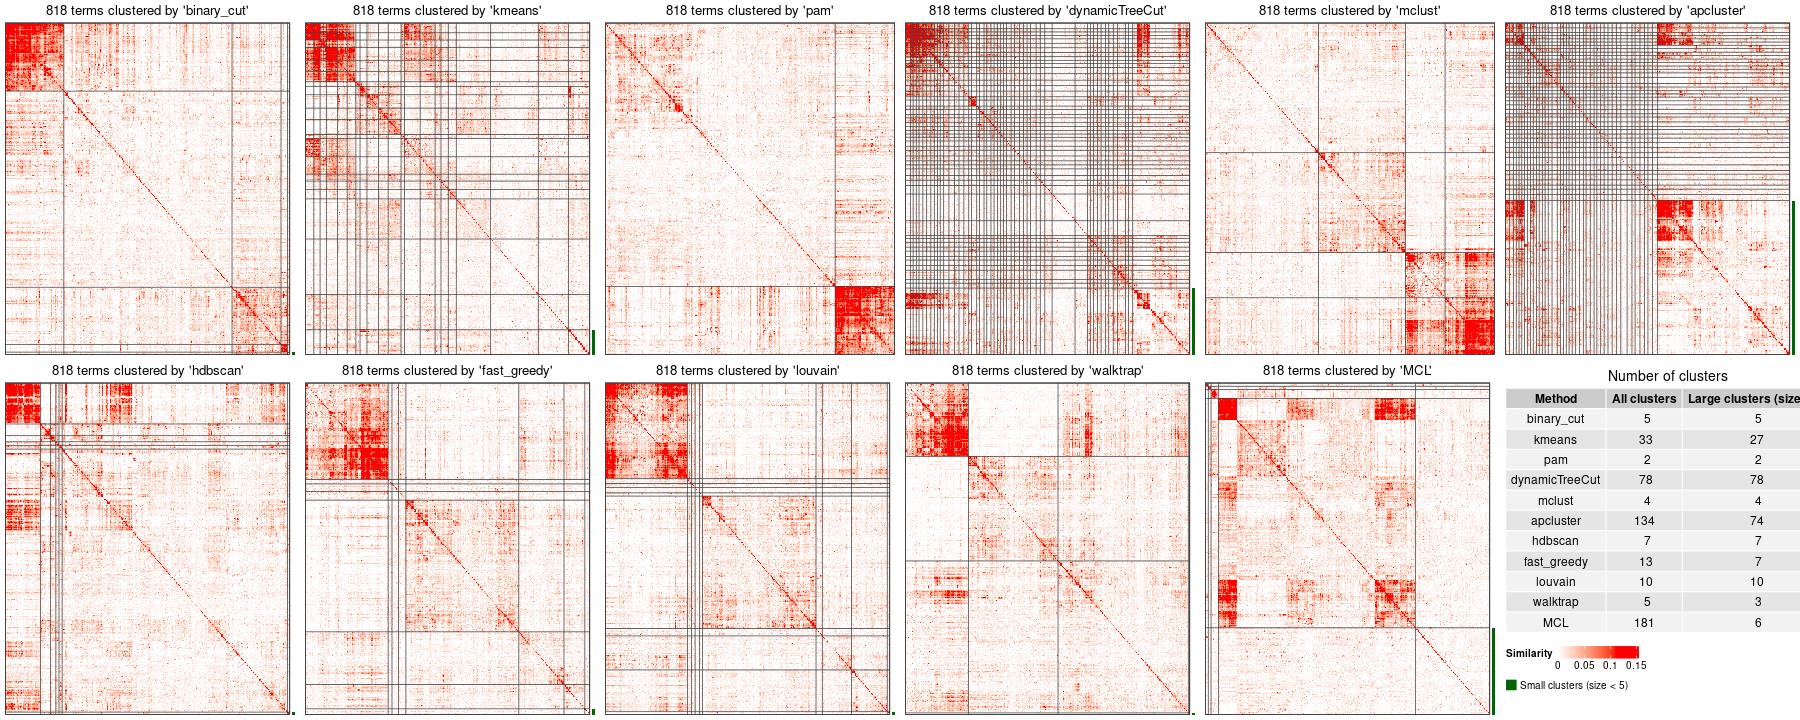 818 terms clustered by 'binary_cut'
818 terms clustered by 'kmeans'
818 terms clustered by 'pam'
818 terms clustered by 'dynamicTreeCut'
818 terms clustered by 'mclust'
818 terms clustered by 'apcluster'
818 terms clustered by 'hdbscan'
818 terms clustered by 'fast_greedy'
818 terms clustered by 'louvain'
818 terms clustered by 'walktrap'
818 terms clustered by 'MCL'
Number of clusters
Method All clusters Large clusters (size
binary_cut 5 5
kmeans 33 27
pam 2 2
dynamicTreeCut 78 78
mclust 4 4
apcluster 134 74
hdbscan 7 7
fast_greedy 13 7
louvain 10 10
walktrap 5 3
MCL 181 6
Similarity
0 0.05 0.1 0.15
Small clusters (size < 5)